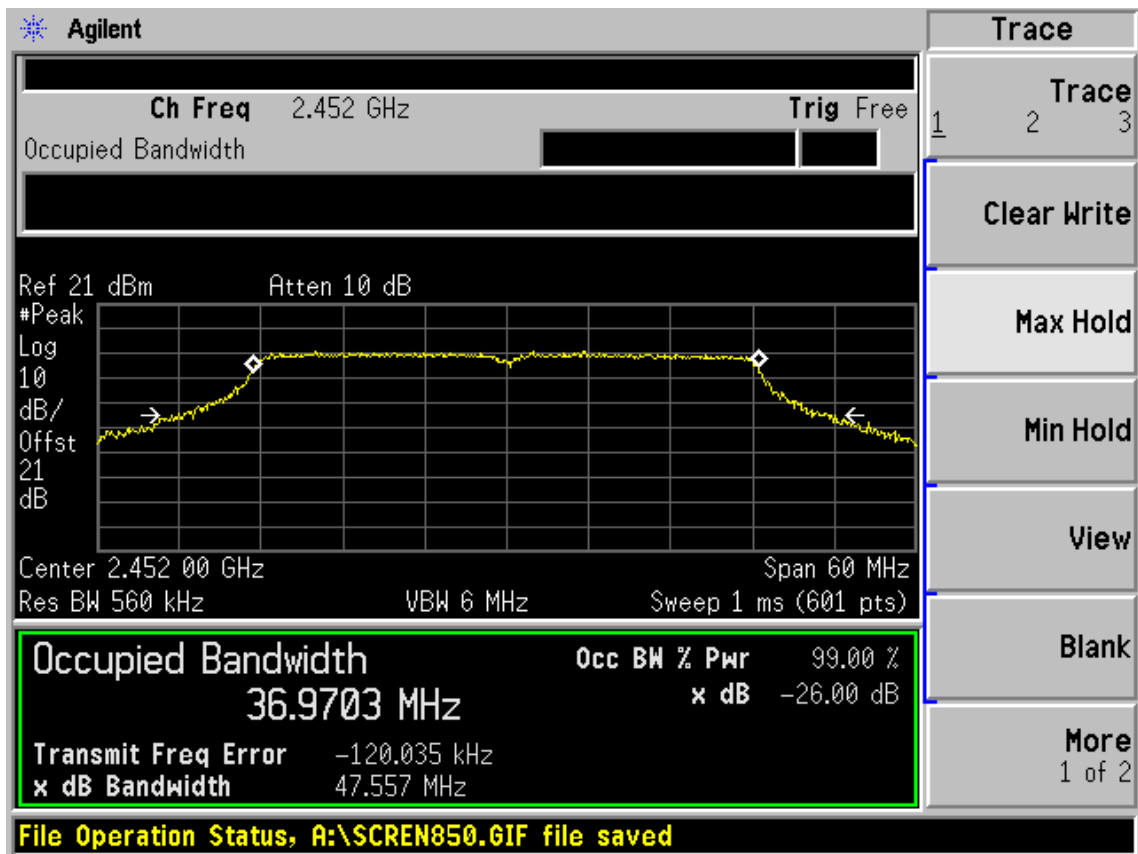 Agilent
Trace
Ch Freq 2.452 GHz Trig Free
Occupied Bandwidth
Trace
1 2 3
Clear Write
Max Hold
Min Hold
View
Blank
More
1 of 2
Ref 21 dBm Atten 10 dB
#Peak
Log
10
dB/
Offst
21
dB
Center 2.452 00 GHz Span 60 MHz
Res BW 560 kHz VBW 6 MHz Sweep 1 ms (601 pts)
Occupied Bandwidth
36.9703 MHz
Occ BW % Pwr 99.00 %
x dB -26.00 dB
Transmit Freq Error -120.035 kHz
x dB Bandwidth 47.557 MHz
File Operation Status, A:\SCREN850.GIF file saved